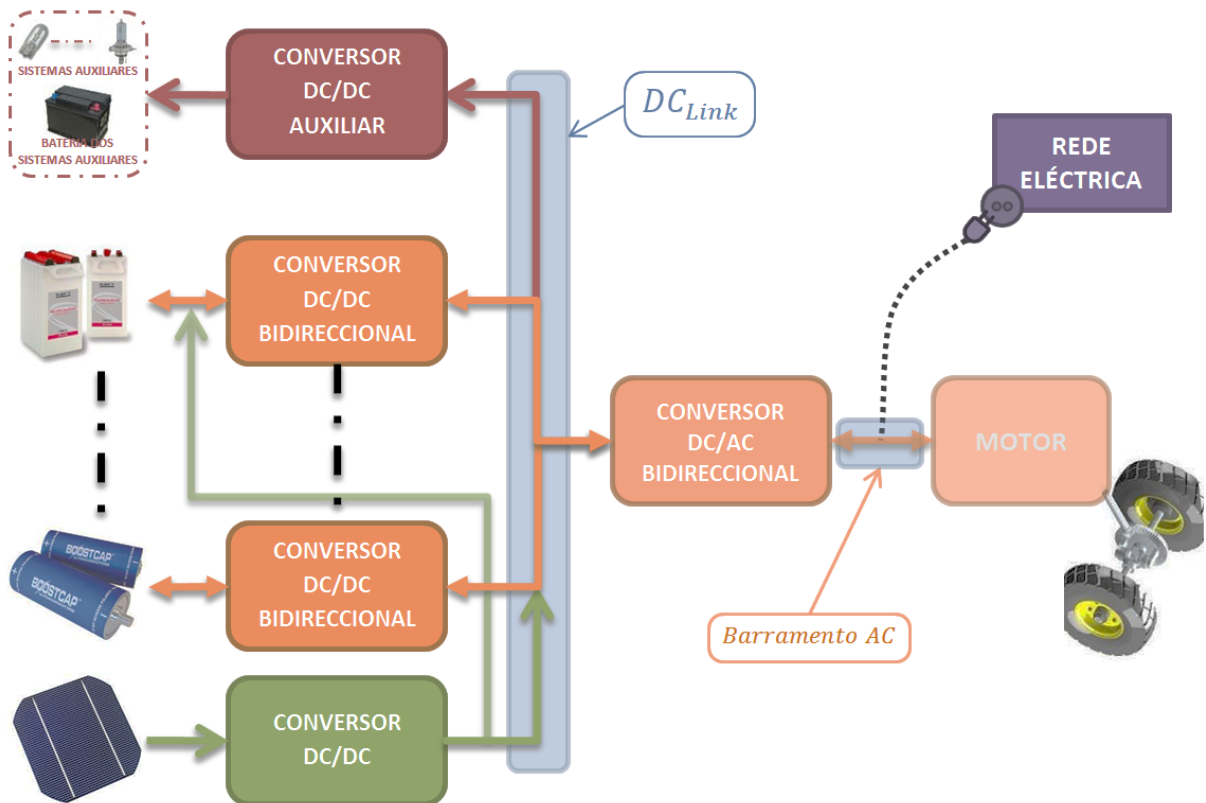 SISTEMAS AUXILIARES
BATERIA DOS
SISTEMAS AUXILIARES
CONVERSOR
DC/DC
AUXILIAR
DC Link
REDE
ELÉCTRICA
CONVERSOR
DC/DC
BIDIRECCIONAL
CONVERSOR
DC/AC
BIDIRECCIONAL
MOTOR
BOOSTCAP
BOOSTCAP
CONVERSOR
DC/DC
BIDIRECCIONAL
Barramento AC
CONVERSOR
DC/DC